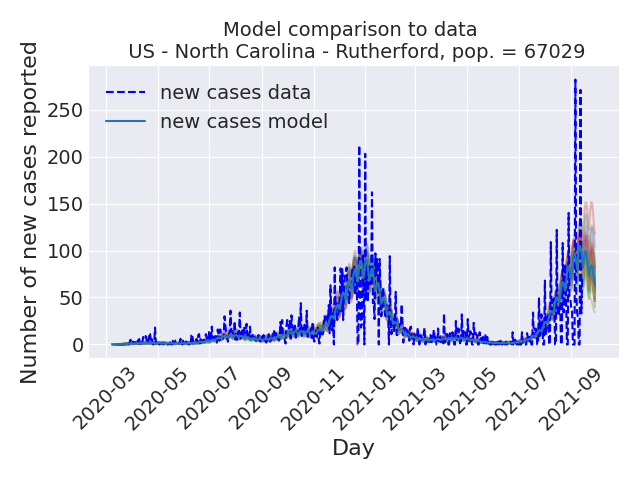 Model comparison to data
US - North Carolina - Rutherford, pop. = 67029
Number of new cases reported
new cases data
new cases model
250
200
150
100
50
0
2020-03
2020-05
2020-07
2020-09
2020-11
2021-01
2021-03
2021-05
2021-07
2021-09
Day